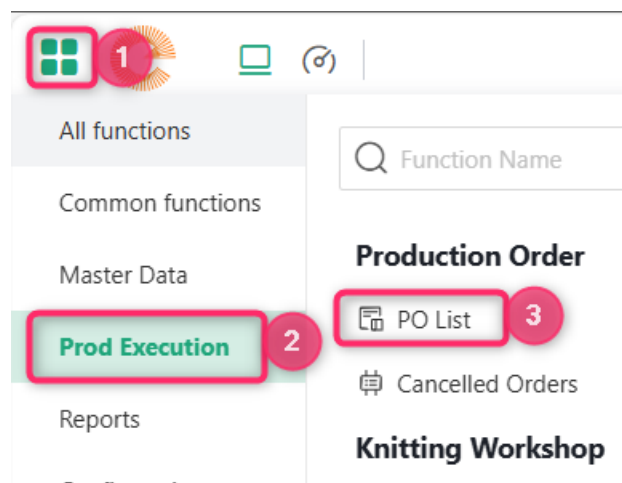 1
All functions
Function Name
Common functions
Production Order
Master Data
PO List 3
Prod Execution 2
Cancelled Orders
Reports
Knitting Workshop